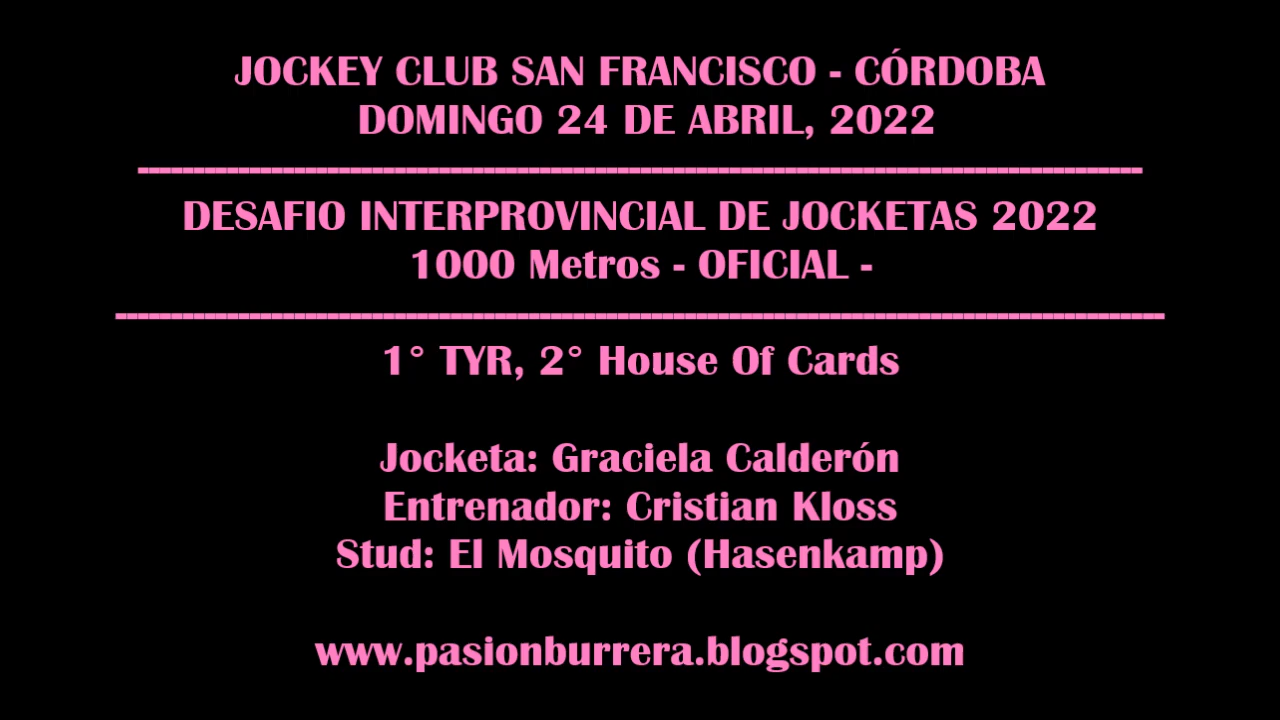 JOCKEY CLUB SAN FRANCISCO - CÓRDOBA
DOMINGO 24 DE ABRIL, 2022
DESAFIO INTERPROVINCIAL DE JOCKETAS 2022
1000 Metros - OFICIAL -
1° TYR, 2° House Of Cards
Jocketa: Graciela Calderón
Entrenador: Cristian Kloss
Stud: El Mosquito (Hasenkamp)
www.pasionburrera.blogspot.com